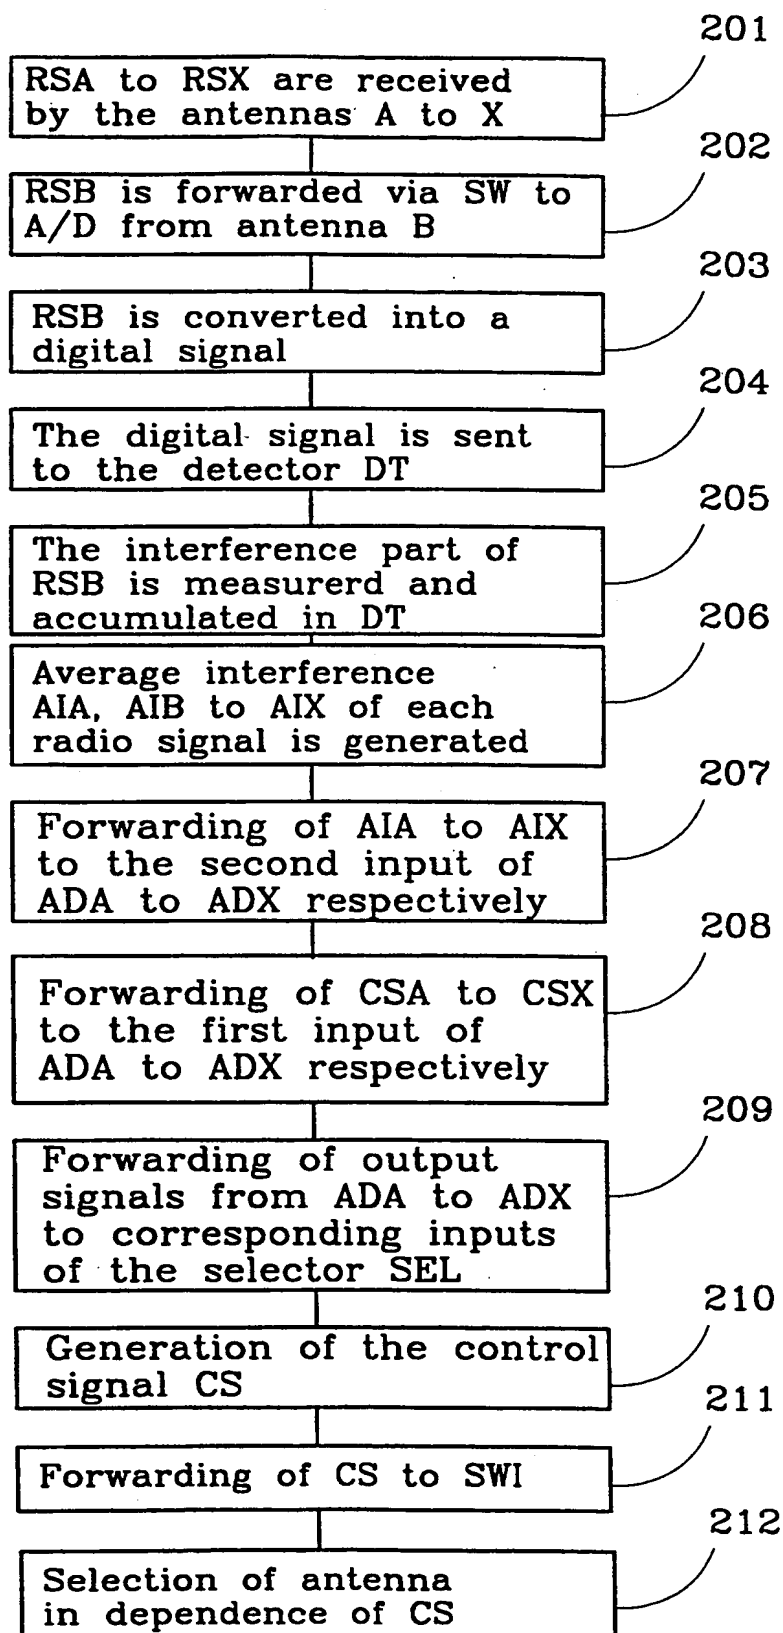 201
RSA to RSX are received
by the antennas A to X
202
RSB is forwarded via SW to
A/D from antenna B
203
RSB is converted into a
digital signal
204
The digital signal is sent
to the detector DT
205
The interference part of
RSB is measurerd and
accumulated in DT
206
Average interference
AIA, AIB to AIX of each
radio signal is generated
207
Forwarding of AIA to AIX
to the second input of
ADA to ADX respectively
208
Forwarding of CSA to CSX
to the first input of
ADA to ADX respectively
209
Forwarding of output
signals from ADA to ADX
to corresponding inputs
of the selector SEL
210
Generation of the control
signal CS
211
Forwarding of CS to SWI
212
Selection of antenna
in dependence of CS